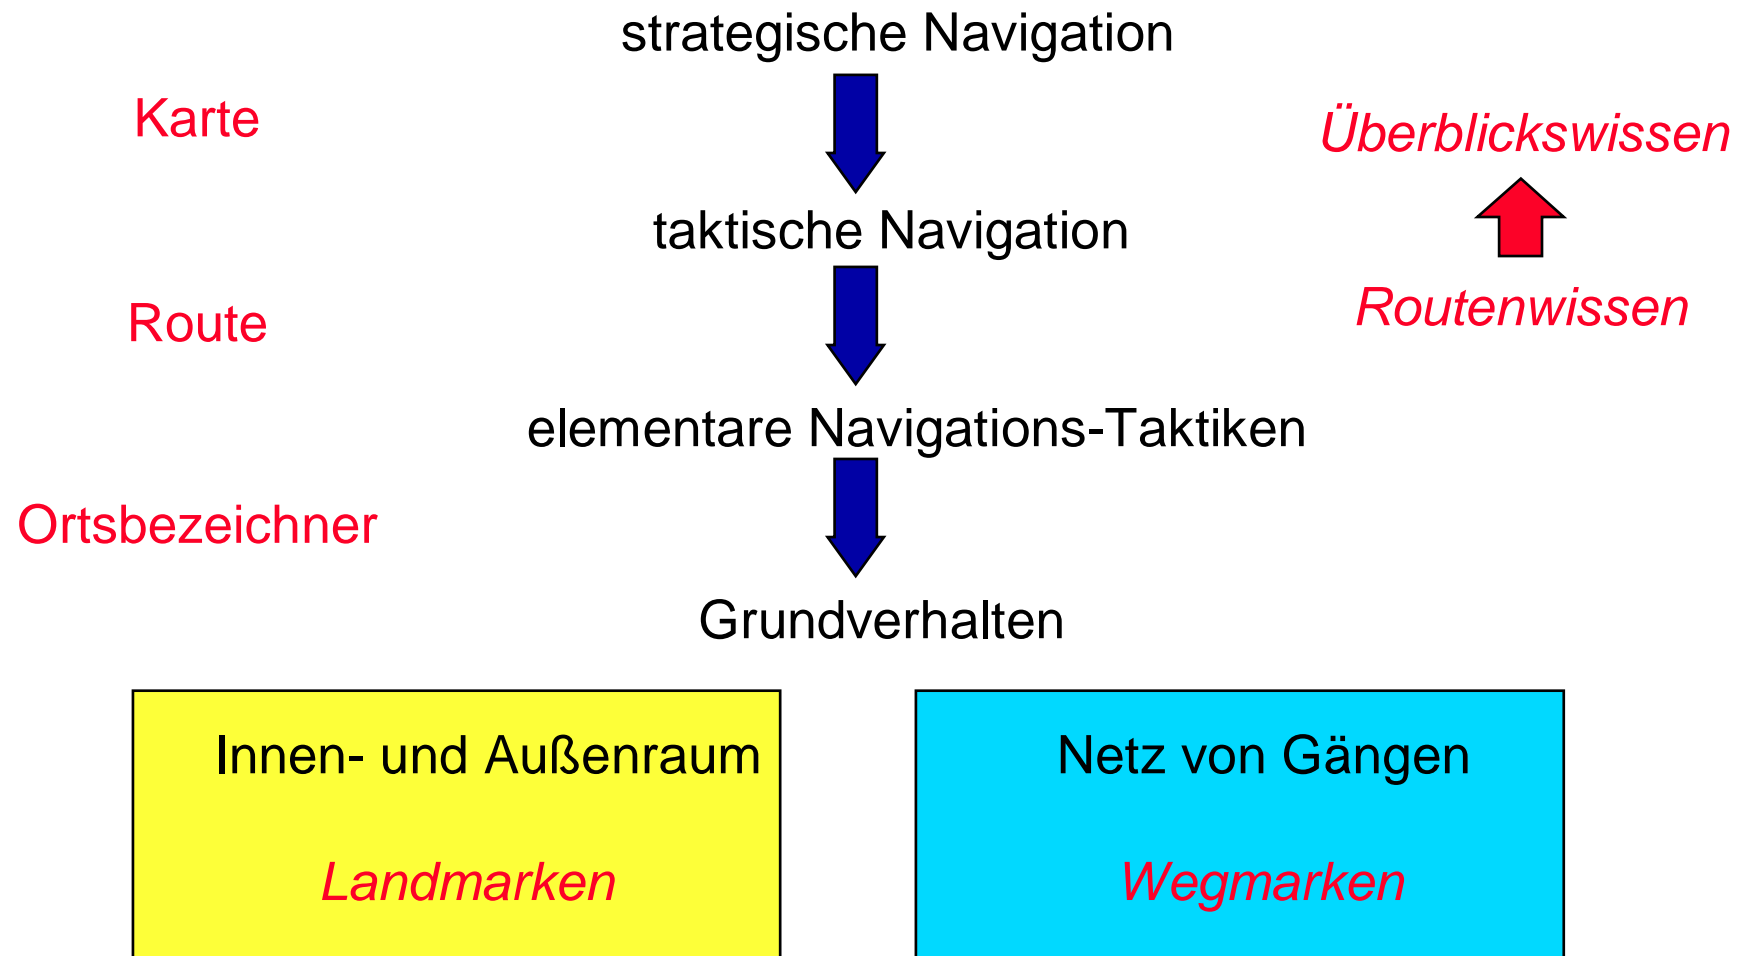 strategische Navigation
Karte
Überblickswissen
taktische Navigation
Routenwissen
Route
elementare Navigations-Taktiken
Ortsbezeichner
Grundverhalten
Innen- und Außenraum
Netz von Gängen
Landmarken
Wegmarken